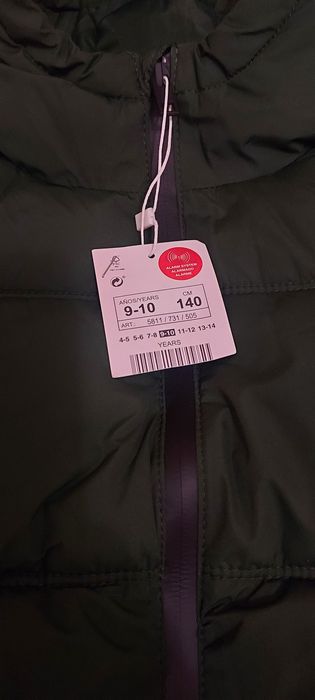 ALARM SYSTEM
ALARMADO
ALARME
AÑOS/YEARS CM
9-10 140
ART.: 5811 / 731 / 505
4-5 5-6 7-8 9-10 11-12 13-14
YEARS